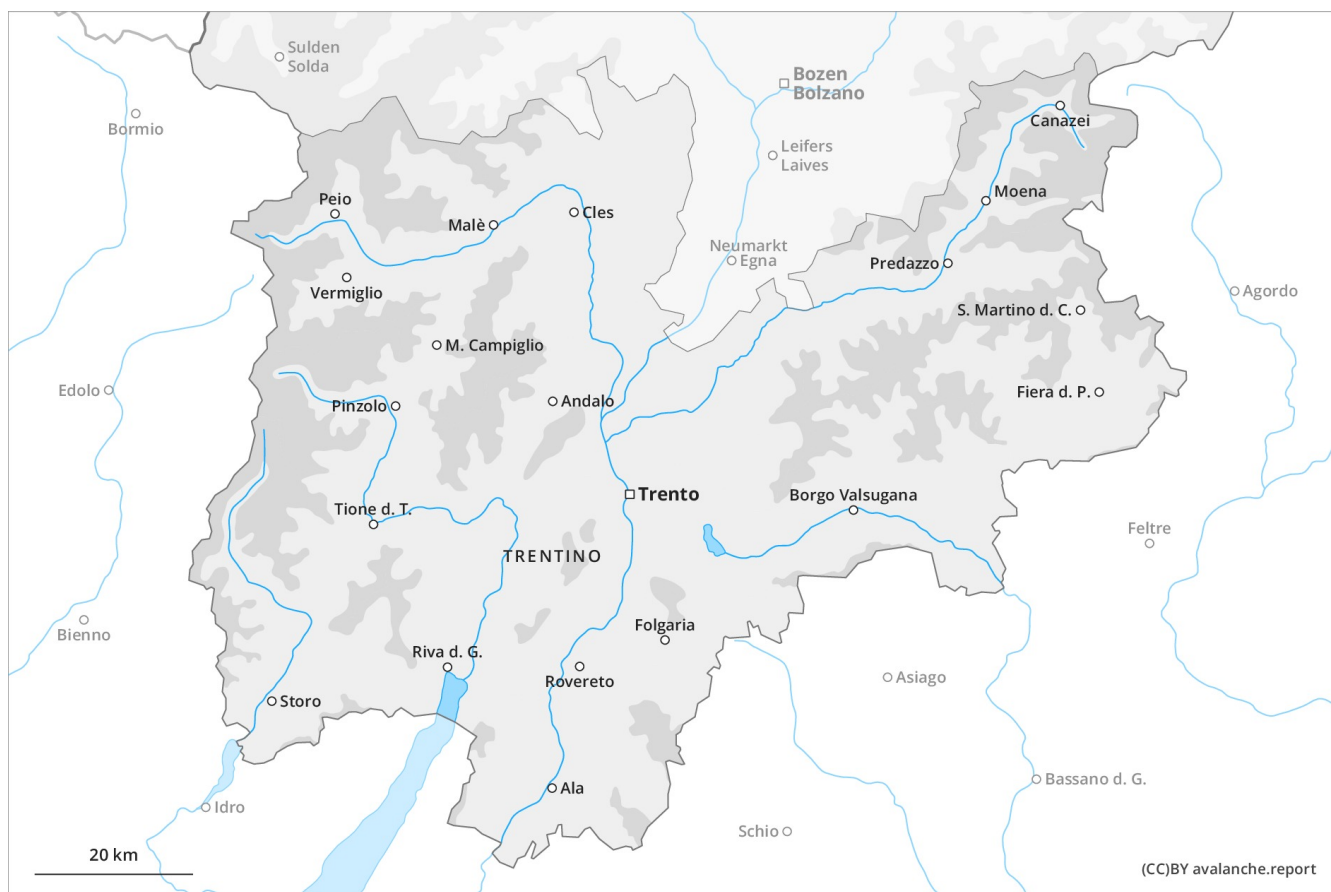 Sulden
Solda
Bozen
Bolzano
Bormio
Canazei
Leifers
Laives
Peio
Moena
Malè
Cles
Neumarkt
Egna
Predazzo
Vermiglio
Agordo
S. Martino d. C.
M. Campiglio
Edolo
Pinzolo
Andalo
Fiera d. P.
Trento
Borgo Valsugana
Tione d. T.
Feltre
TRENTINO
Bienno
Folgaria
Riva d. G.
Rovereto
Asiago
Storo
Bassano d. G.
Ala
Idro
Schio
20 km
(CC)BY avalanche.report